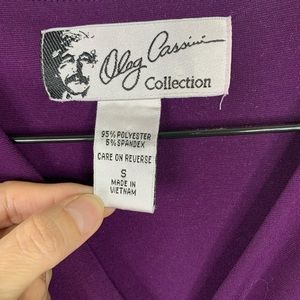 Oleg Cassini
Collection
95% POLYESTER
5% SPANDEX
CARE ON REVERSE
S
MADE IN
VIETNAM